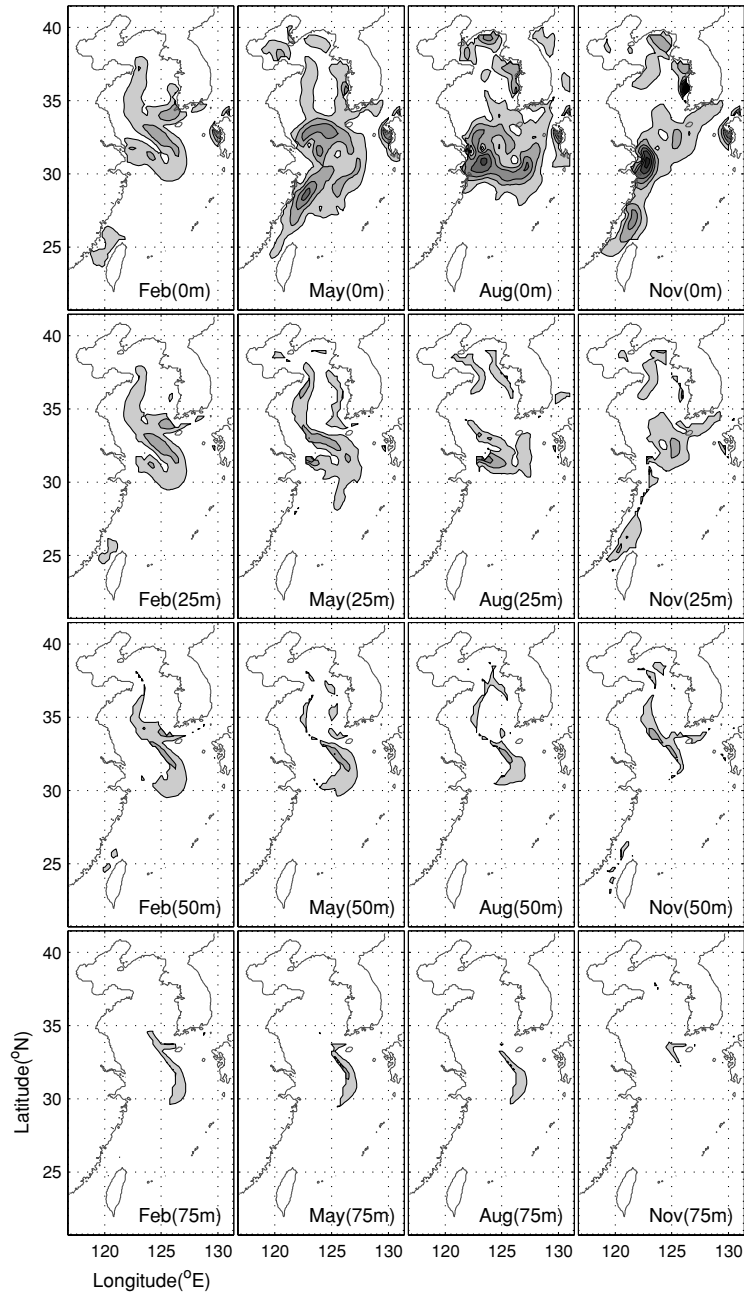 40
35
30
25
Feb(0m) May(0m) Aug(0m) Nov(0m)
40
35
30
25
Feb(25m) May(25m) Aug(25m) Nov(25m)
40
35
30
25
Feb(50m) May(50m) Aug(50m) Nov(50m)
40
35
30
25
Latitude(oN)
Feb(75m) May(75m) Aug(75m) Nov(75m)
120 125 130 120 125 130 120 125 130 120 125 130
Longitude(oE)